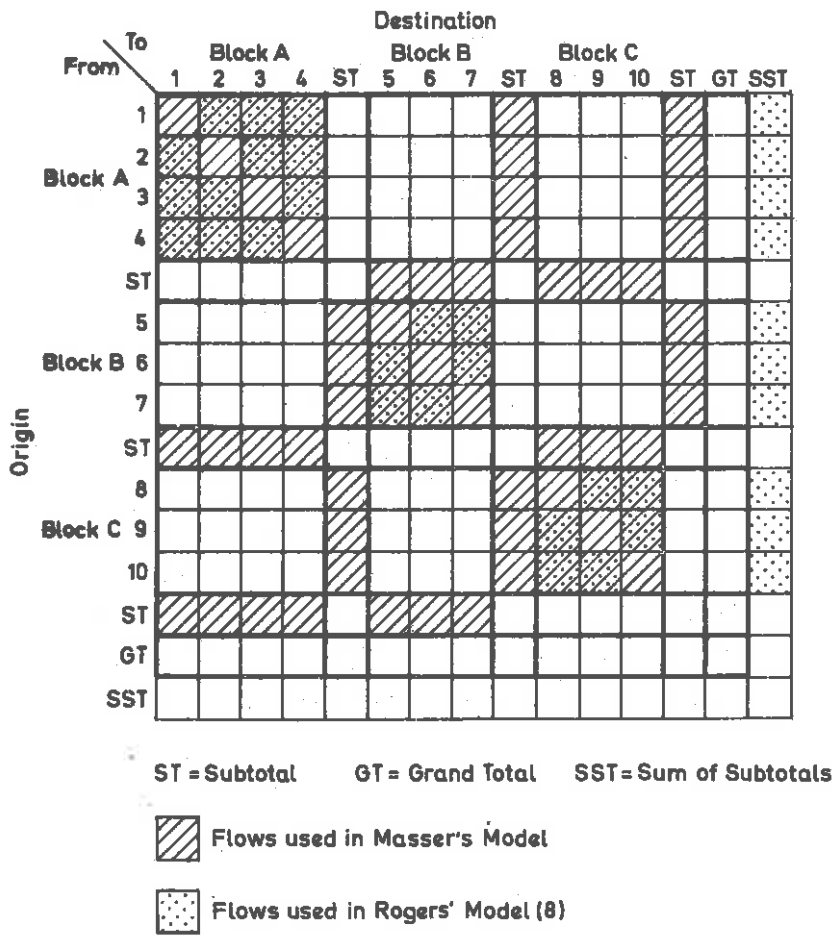 Destination
To
From
Block A Block B Block C
1 2 3 4 ST 5 6 7 ST 8 9 10 ST GT SST
1
2
Block A
3
4
ST
5
Block B 6
7
Origin
ST
8
Block C 9
10
ST
GT
SST
ST = Subtotal GT = Grand Total SST = Sum of Subtotals
Flows used in Masser's Model
Flows used in Rogers' Model (8)